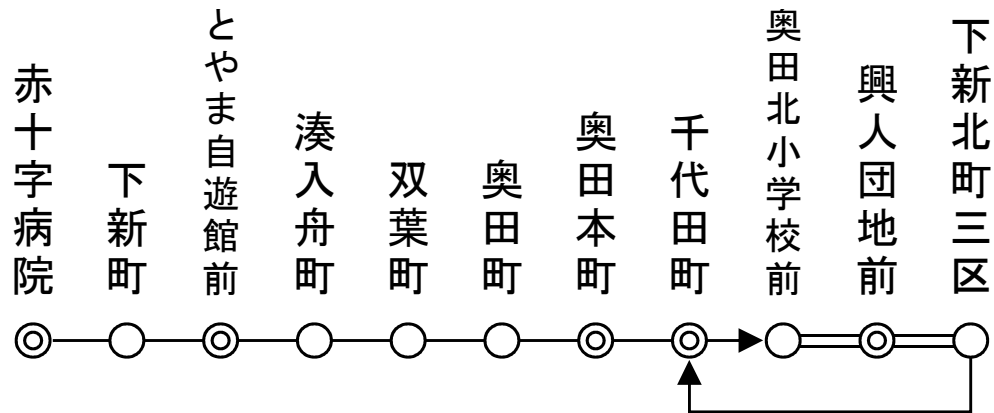 赤十字病院
下新町
とやま自遊館前
湊入舟町
双葉町
奥田町
奥田本町
千代田町
奥田北小学校前
興人団地前
下新北町三区